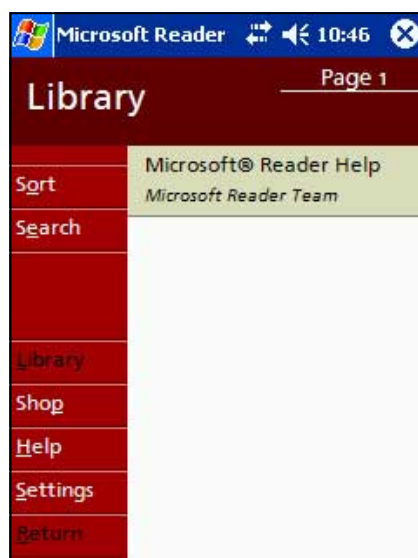 Microsoft Reader 10:46
Library
Page 1
Microsoft® Reader Help
Microsoft Reader Team
Sort
Search
Library
Shop
Help
Settings
Return